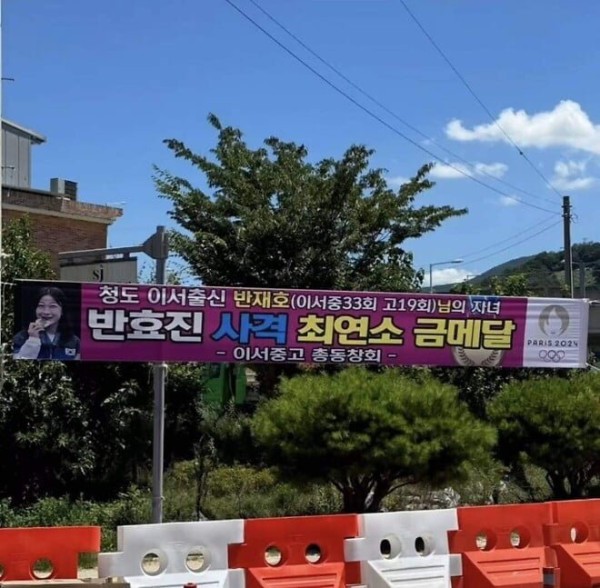 sj
청도 이서출신 반재호(이서중33회 고19회)님의 자녀
반효진 사격 최연소 금메달
- 이서중고 총동창회 -
PARIS 2024